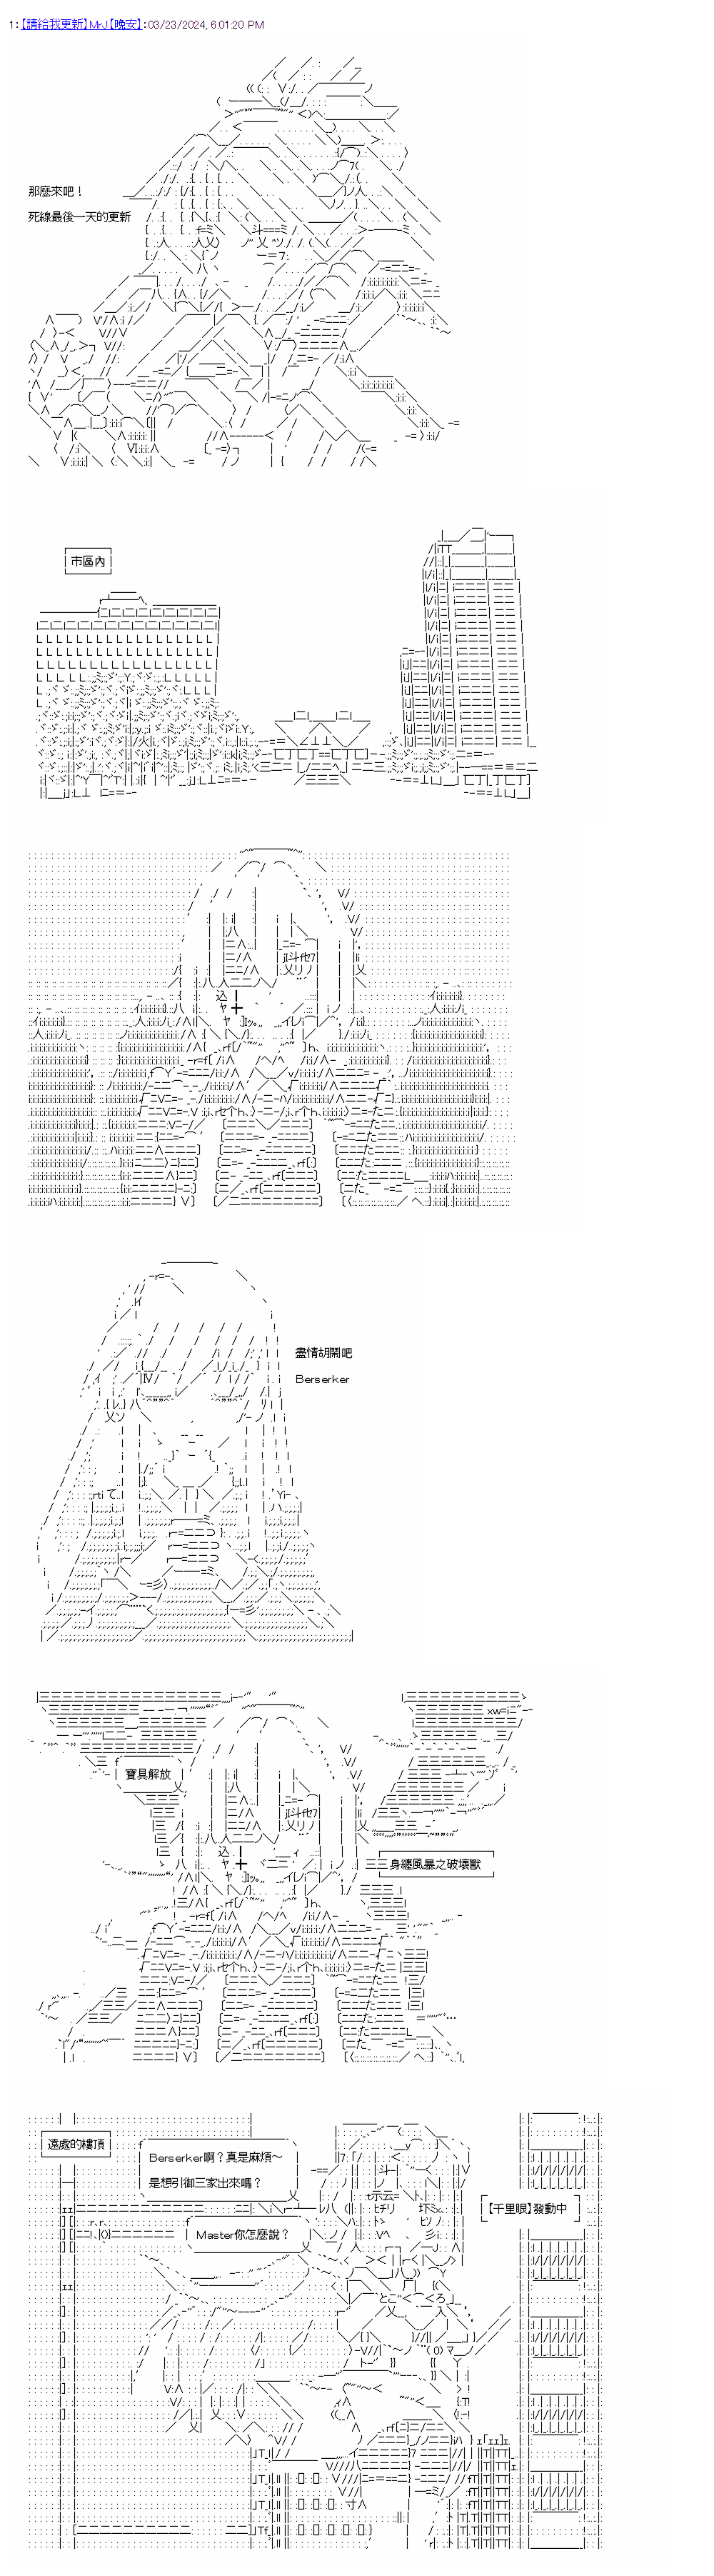 1：【請給我更新】MrJ【晚安】：03/23/2024, 6:01:20 PM
那麼來吧！
死線最後一天的更新
市區內
盡情胡鬧吧
Berserker
寶具解放
身纏風暴之破壞獸
遠處的樓頂
Berserker啊？真是麻煩～
是想引御三家出來嗎？
【千里眼】發動中
Master你怎麼說？